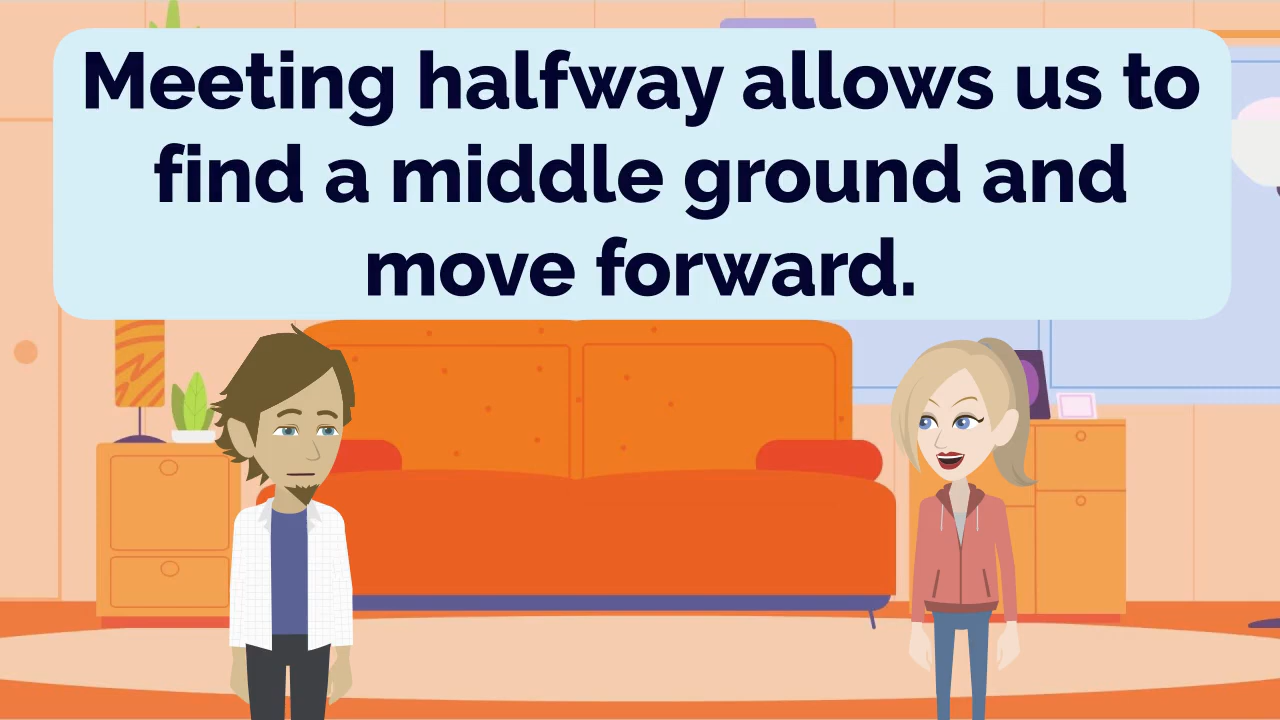 Meeting halfway allows us to
find a middle ground and
move forward.